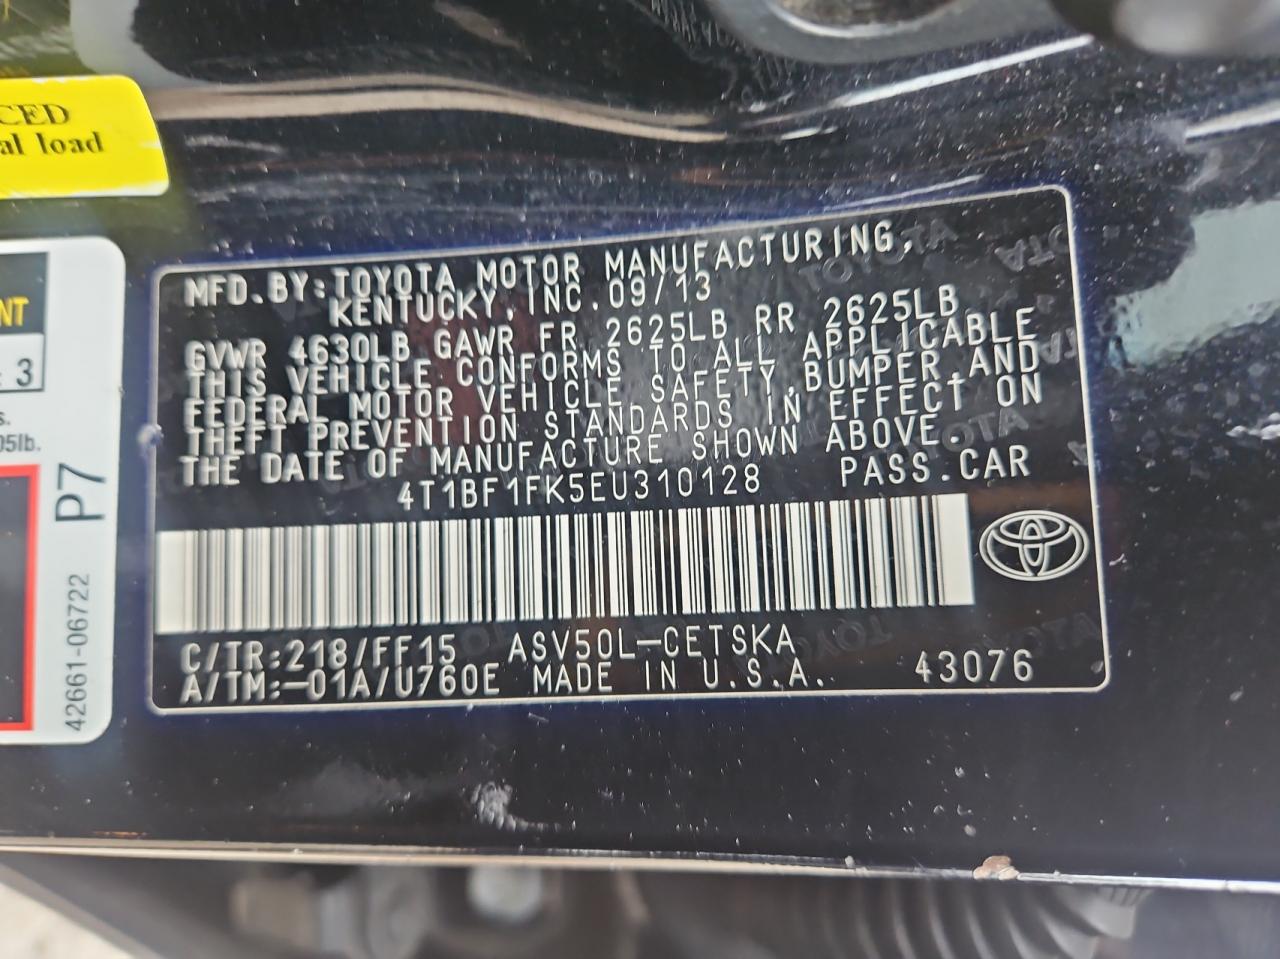 CED
al load
NT
3
s.
05lb.
P7
42661-06722
MFD.BY:TOYOTA MOTOR MANUFACTURING,
KENTUCKY, INC. 09/13
GVWR 4630LB GAWR FR 2625LB RR 2625LB
THIS VEHICLE CONFORMS TO ALL APPLICABLE
FEDERAL MOTOR VEHICLE SAFETY,BUMPER,AND
THEFT PREVENTION STANDARDS IN EFFECT ON
THE DATE OF MANUFACTURE SHOWN ABOVE.
4T1BF1FK5EU310128 PASS.CAR
C/TR:218/FF15 ASV50L-CETSKA
A/TM:-01A/U760E MADE IN U.S.A. 43076